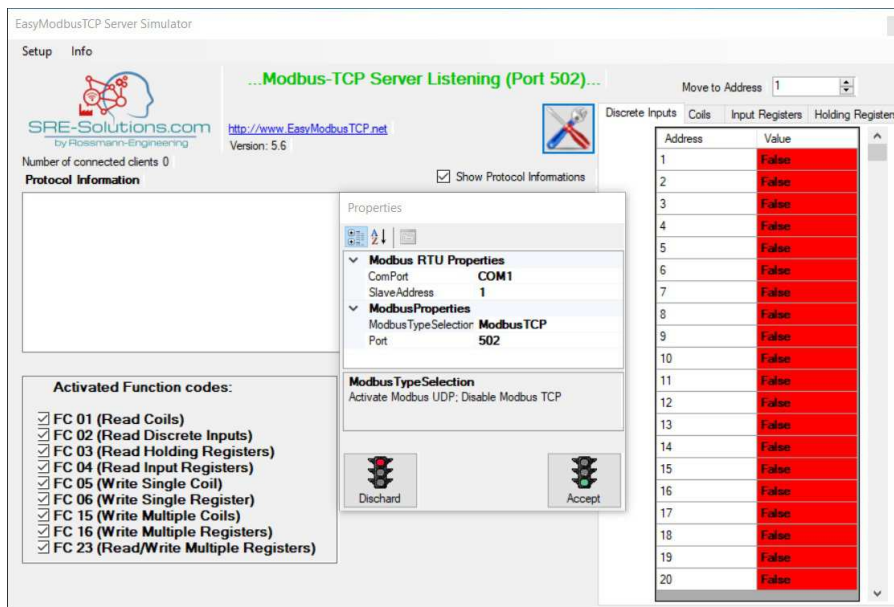 EasyModbusTCP Server Simulator
Setup Info
...Modbus-TCP Server Listening (Port 502)...
SRE-Solutions.com
by Rossmann-Engineering
http://www.EasyModbusTCP.net
Version: 5.6
Number of connected clients 0
Protocol Information
Show Protocol Informations
Move to Address 1
Discrete Inputs Coils Input Registers Holding Register
Address Value
1 False
2 False
3 False
4 False
5 False
6 False
7 False
8 False
9 False
10 False
11 False
12 False
13 False
14 False
15 False
16 False
17 False
18 False
19 False
20 False
Properties
Modbus RTU Properties
ComPort COM1
SlaveAddress 1
ModbusProperties
ModbusTypeSelection ModbusTCP
Port 502
ModbusTypeSelection
Activate Modbus UDP; Disable Modbus TCP
Dischard Accept
Activated Function codes:
FC 01 (Read Coils)
FC 02 (Read Discrete Inputs)
FC 03 (Read Holding Registers)
FC 04 (Read Input Registers)
FC 05 (Write Single Coil)
FC 06 (Write Single Register)
FC 15 (Write Multiple Coils)
FC 16 (Write Multiple Registers)
FC 23 (Read/Write Multiple Registers)